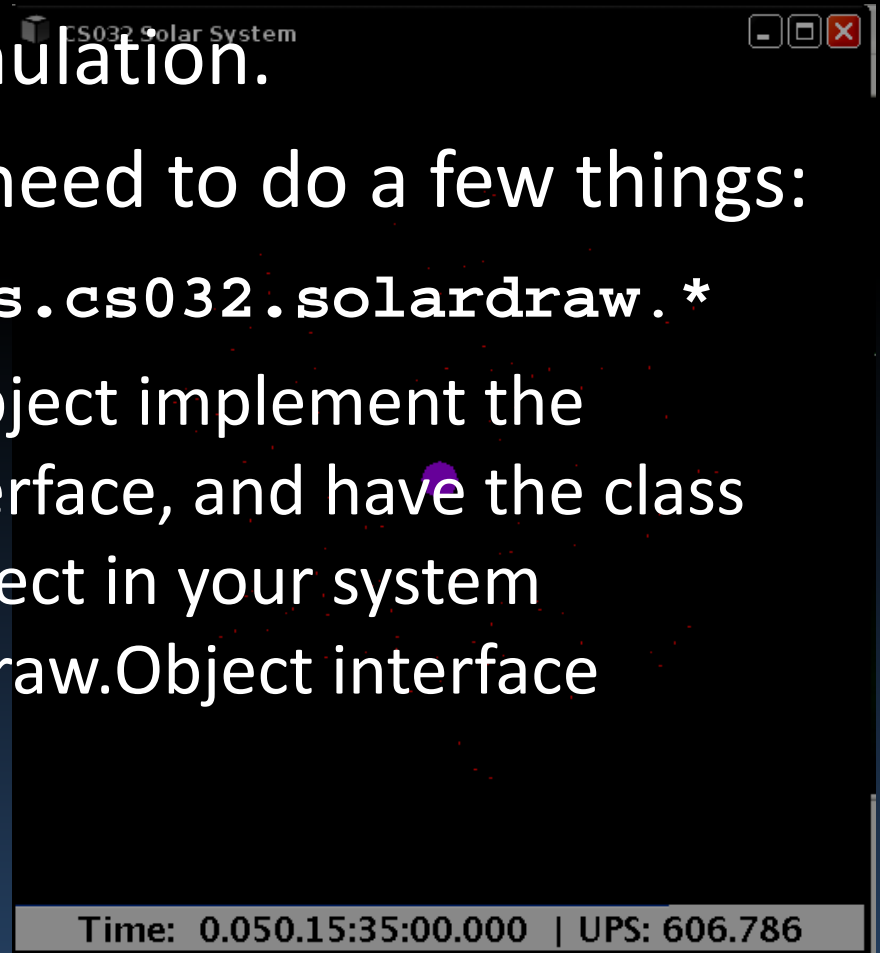 CS032 Solar System
ulation.
need to do a few things:
s.cs032.solardraw.*
ject implement the
rface, and have the class
ect in your system
raw.Object interface
Time: 0.050.15:35:00.000 | UPS: 606.786